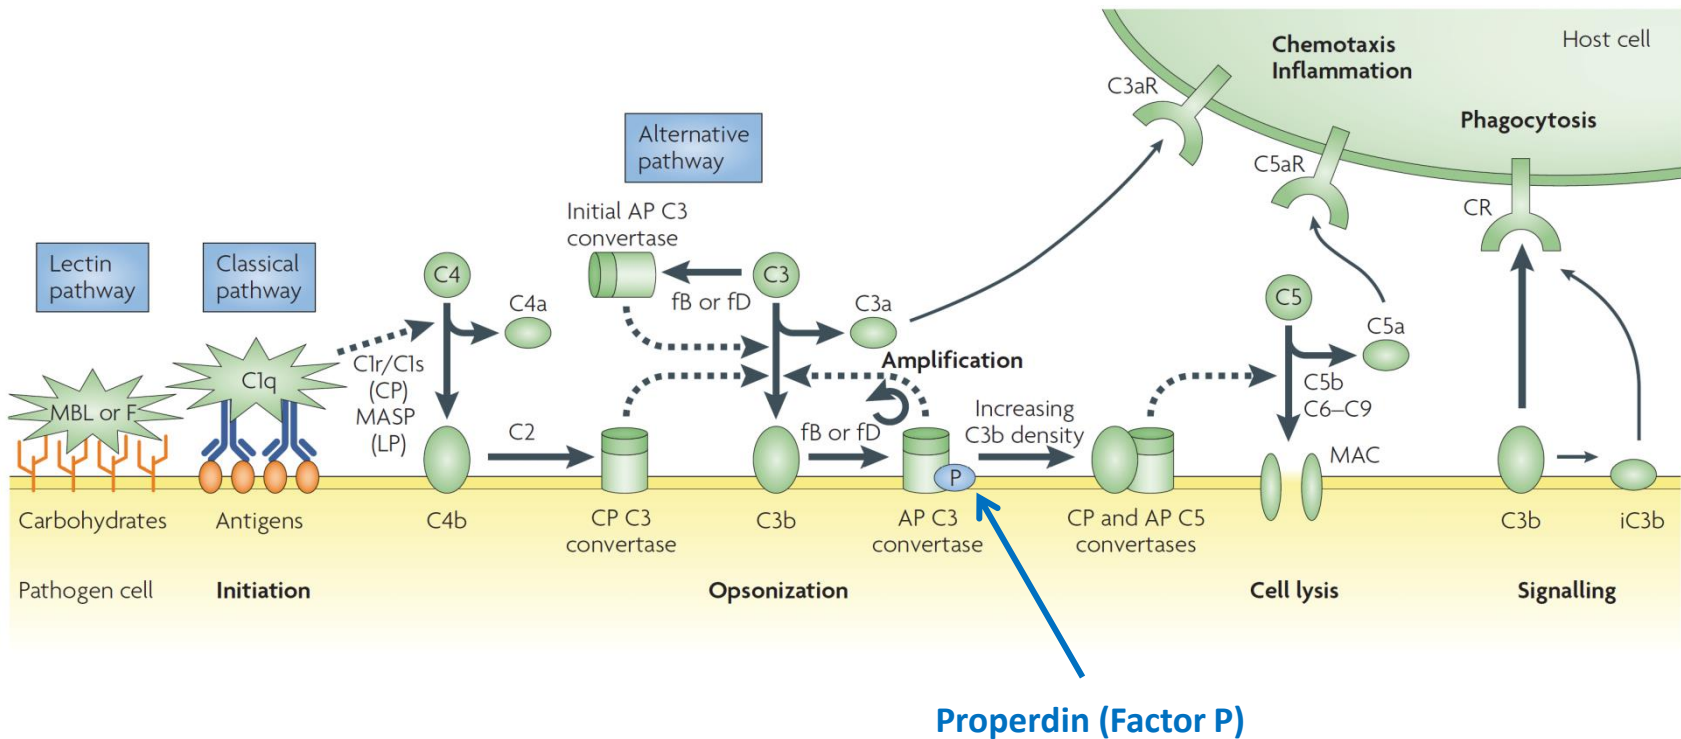 Chemotaxis
Inflammation
Host cell
C3aR
Phagocytosis
Alternative
pathway
C5aR
CR
Initial AP C3
convertase
Lectin
pathway
Classical
pathway
C4
C4a
C3
fB or fD
C3a
C5
C5a
Amplification
C1r/C1s
(CP)
MASP
(LP)
C1q
MBL or F
C5b
C6–C9
C2
fB or fD
Increasing
C3b density
MAC
P
Carbohydrates
Antigens
C4b
CP C3
convertase
C3b
AP C3
convertase
CP and AP C5
convertases
C3b
iC3b
Pathogen cell
Initiation
Opsonization
Cell lysis
Signalling
Properdin (Factor P)